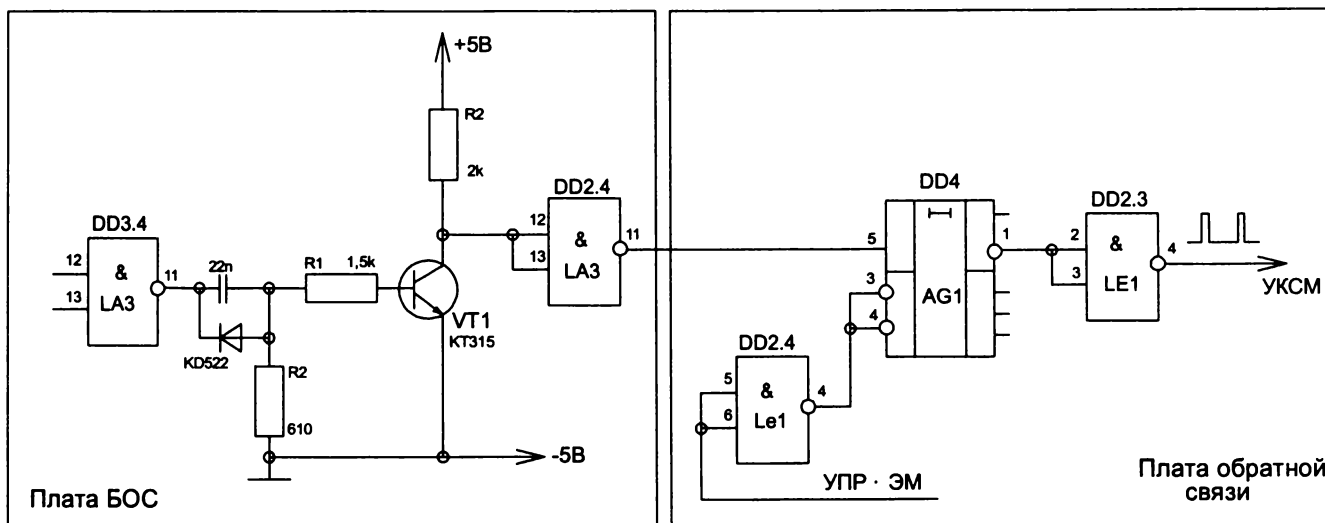 +5В
R2
2k
DD3.4
12
13
&
LA3
11
22n
KD522
R1
1,5k
VT1
KT315
R2
610
-5В
DD2.4
12
13
&
LA3
11
Плата БОС
DD4
5
3
4
AG1
1
DD2.3
2
3
&
LE1
4
УКСМ
DD2.4
5
6
&
Le1
4
УПР · ЭМ
Плата обратной
связи